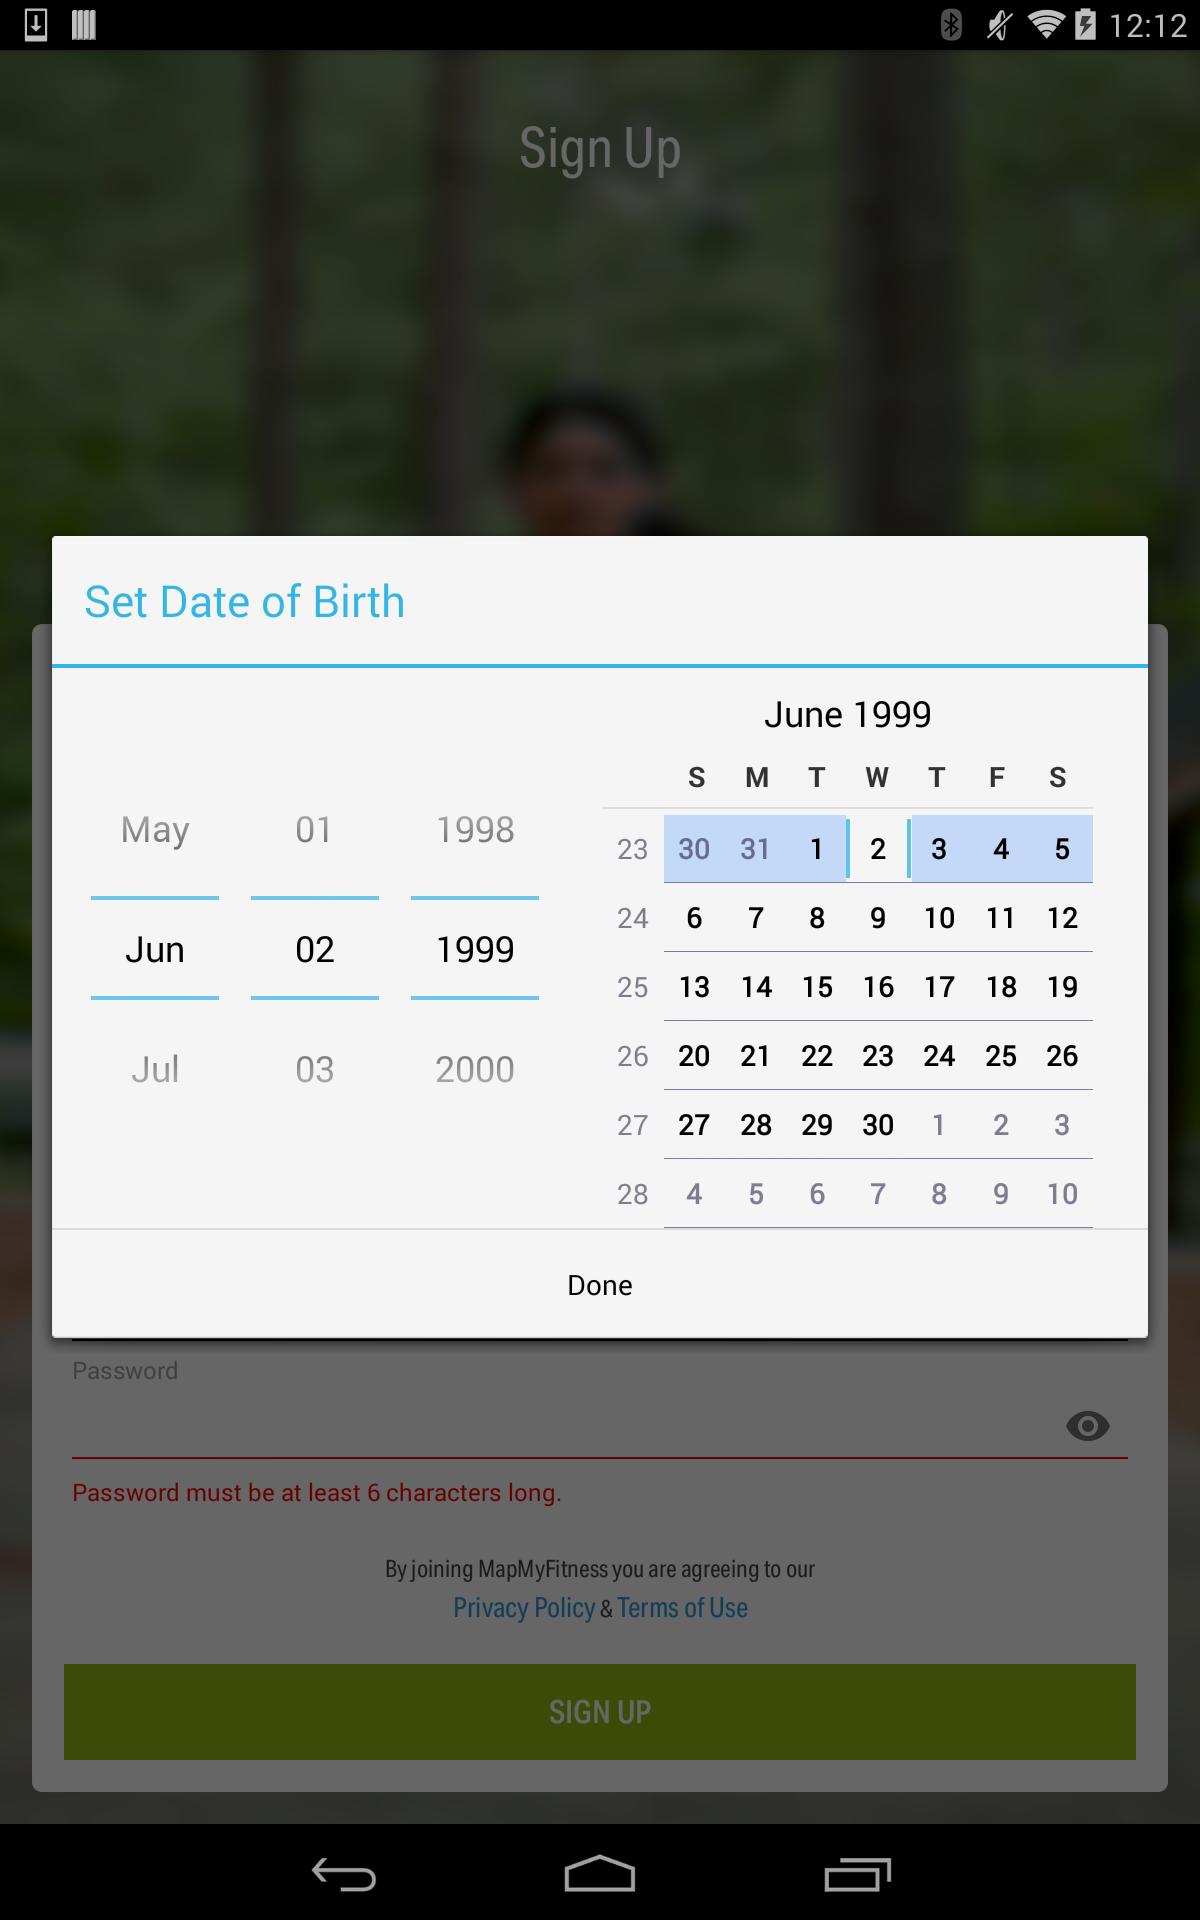 12:12
Sign Up
Set Date of Birth
May 01 1998
Jun 02 1999
Jul 03 2000
June 1999
S M T W T F S
23 30 31 1 2 3 4 5
24 6 7 8 9 10 11 12
25 13 14 15 16 17 18 19
26 20 21 22 23 24 25 26
27 27 28 29 30 1 2 3
28 4 5 6 7 8 9 10
Done
Password
Password must be at least 6 characters long.
By joining MapMyFitness you are agreeing to our
Privacy Policy & Terms of Use
SIGN UP